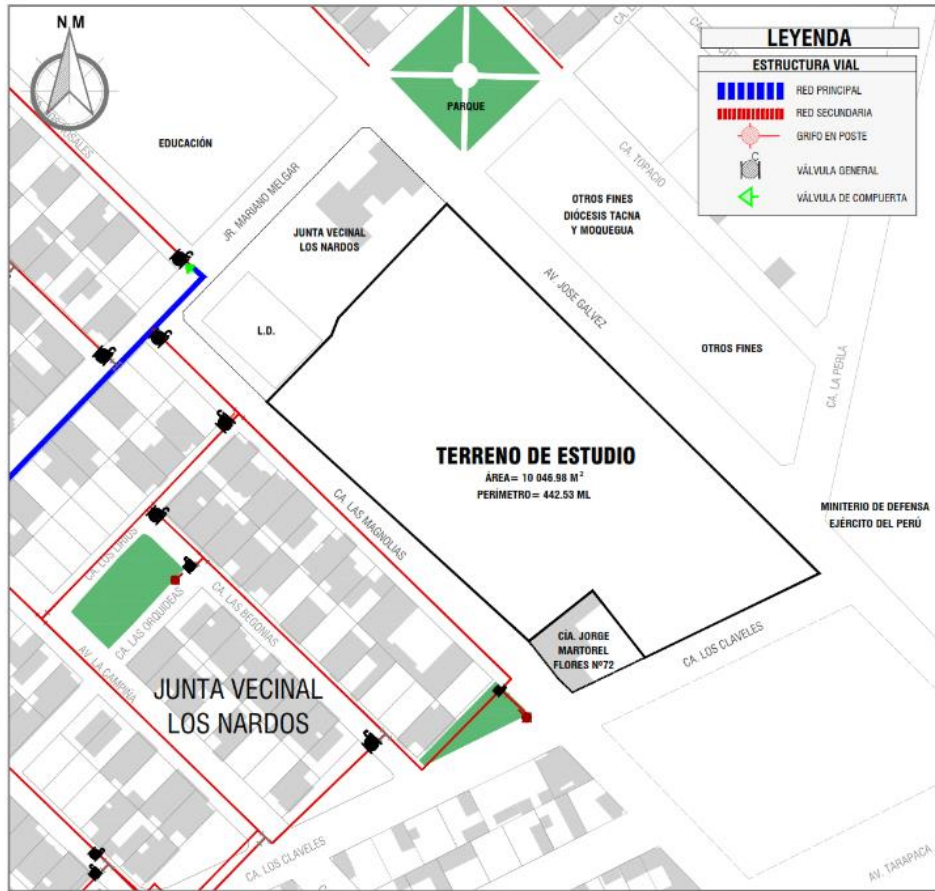 N M
EDUCACIÓN
JR. MARIANO MELGAR
PARQUE
LEYENDA
ESTRUCTURA VIAL
RED PRINCIPAL
RED SECUNDARIA
GRIFO EN POSTE
C
VÁLVULA GENERAL
VÁLVULA DE COMPUERTA
CA. TOPACIO
OTROS FINES
DIÓCESIS TACNA
Y MOQUEGUA
JUNTA VECINAL
LOS NARDOS
L.D.
AV. JOSE GALVEZ
OTROS FINES
CA. LA PERLA
TERRENO DE ESTUDIO
ÁREA= 10 046.98 M²
PERÍMETRO= 442.53 ML
CA. LAS MAGNOLIAS
MINITERIO DE DEFENSA
EJÉRCITO DEL PERÚ
CA. LOS LIRIOS
CA. LAS ORQUIDEAS
CA. LAS BEGONIAS
AV. LA CAMPIÑA
CÍA. JORGE
MARTOREL
FLORES Nº72
CA. LOS CLAVELES
JUNTA VECINAL
LOS NARDOS
CA. LOS CLAVELES
AV. TARAPACA